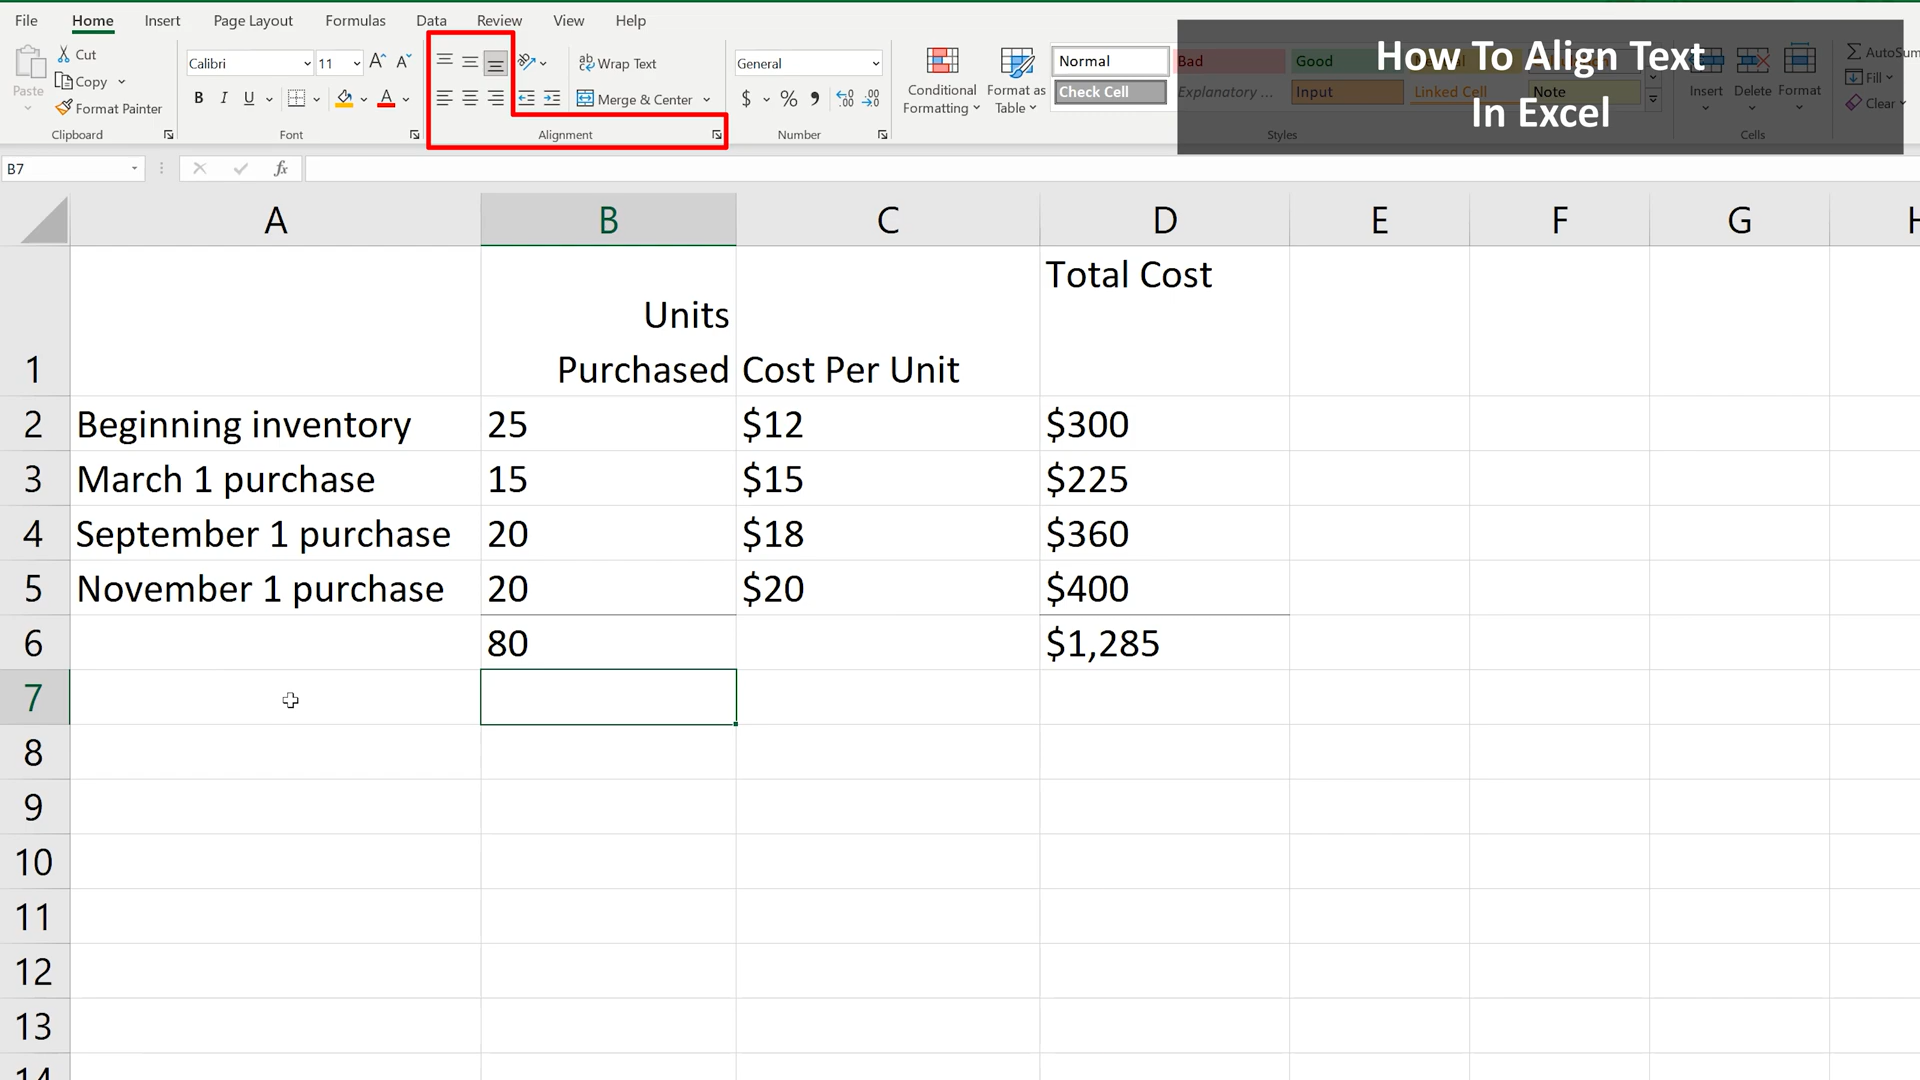 File Home Insert Page Layout Formulas Data Review View Help
How To Align Text
In Excel
Paste
Cut
Copy
Format Painter
Clipboard
Calibri 11
B I U
Font
Wrap Text
Merge & Center
Alignment
General
$ % ,
Number
Conditional
Formatting
Format as
Table
Normal Bad Good
Check Cell Explanatory ... Input Linked Cell Note
Styles
Insert Delete Format
Cells
AutoSum
Fill
Clear
B7
fx
A B C D E F G H
1 Units
Purchased Cost Per Unit Total Cost
2 Beginning inventory 25 $12 $300
3 March 1 purchase 15 $15 $225
4 September 1 purchase 20 $18 $360
5 November 1 purchase 20 $20 $400
6 80 $1,285
7
8
9
10
11
12
13
14